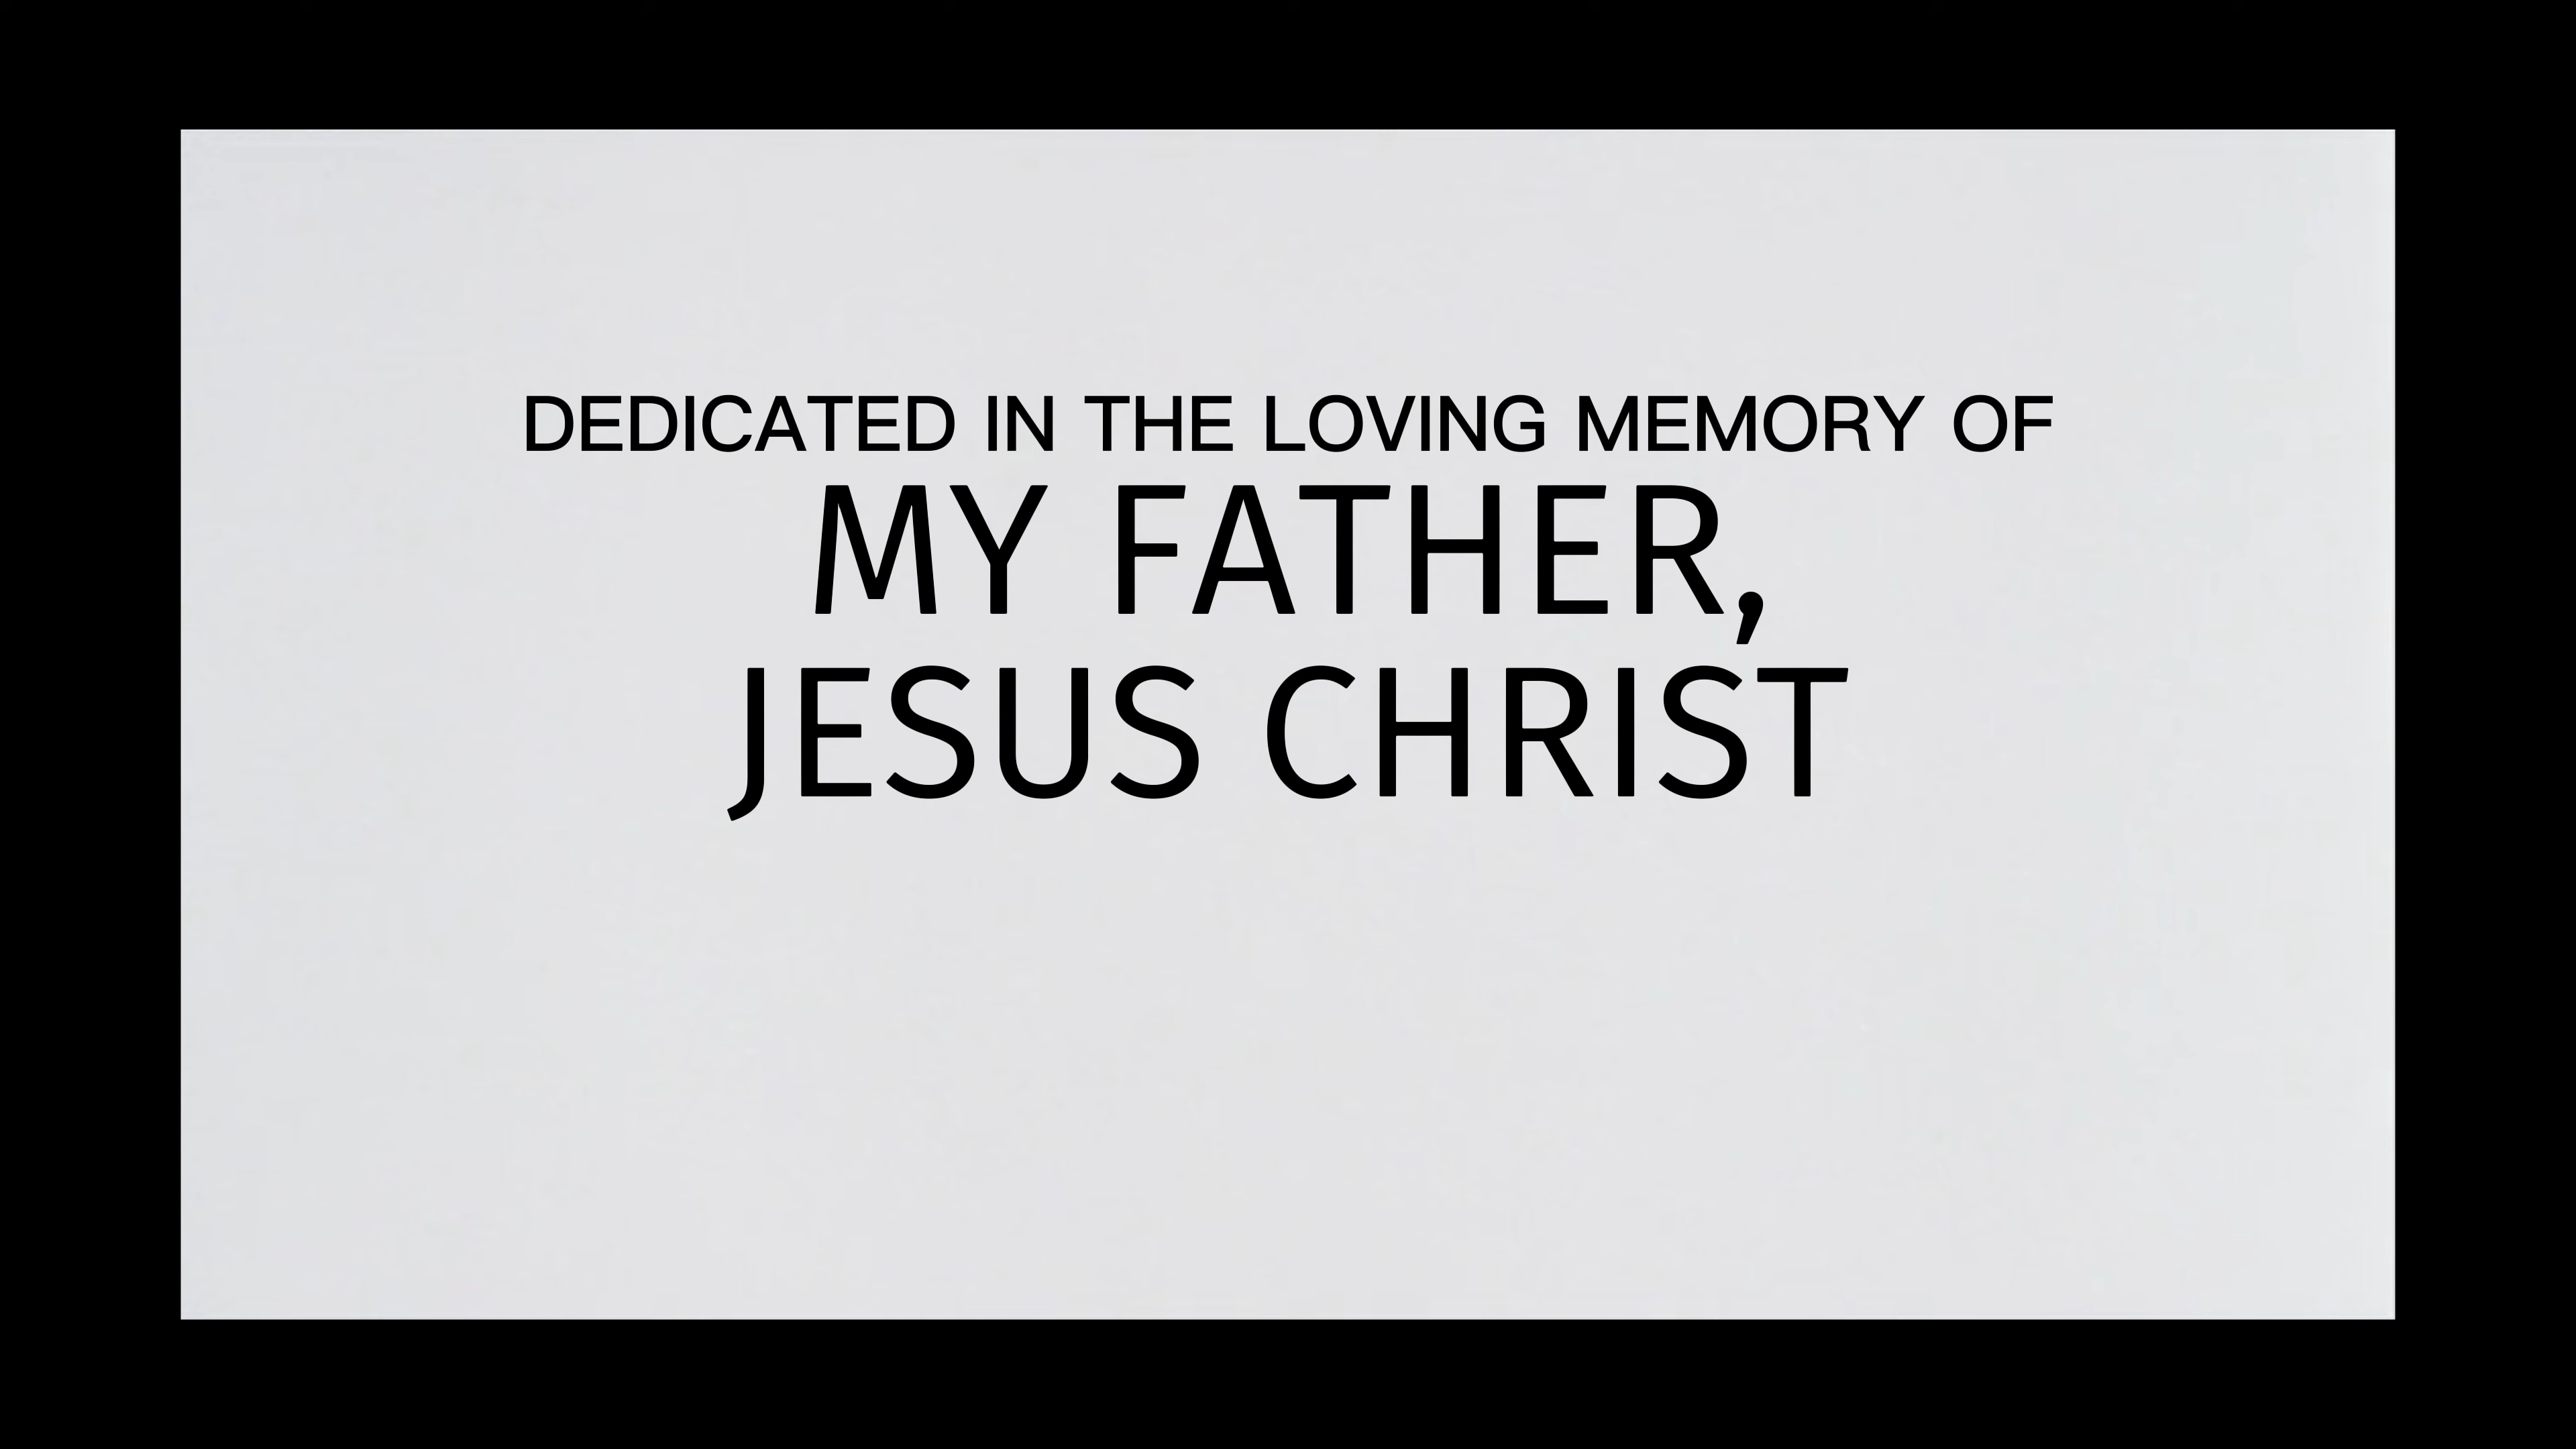 DEDICATED IN THE LOVING MEMORY OF
MY FATHER,
JESUS CHRIST